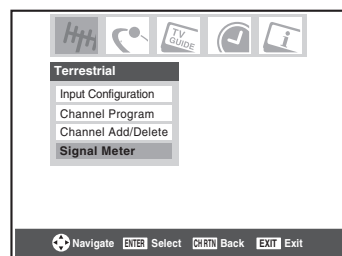 TV
GUIDE
i
Terrestrial
Input Configuration
Channel Program
Channel Add/Delete
Signal Meter
Navigate ENTER Select CH RTN Back EXIT Exit